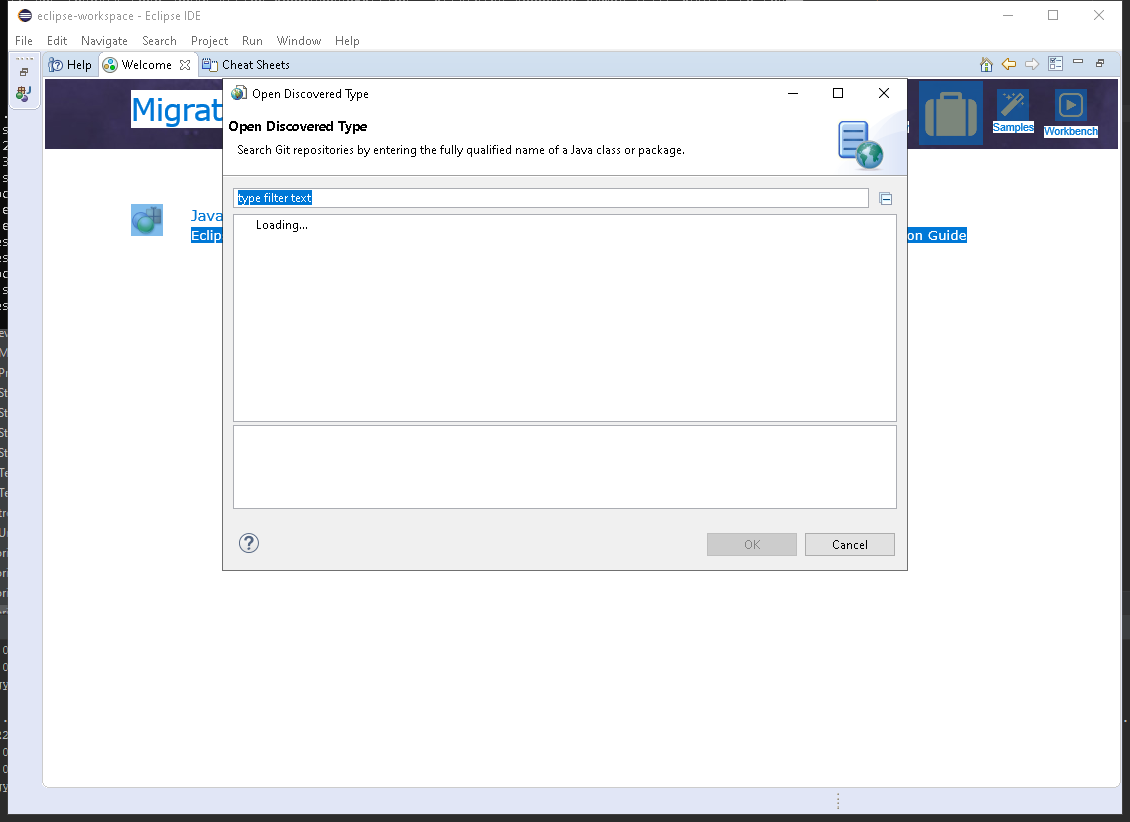 eclipse-workspace - Eclipse IDE
File Edit Navigate Search Project Run Window Help
Help Welcome Cheat Sheets
Open Discovered Type
Migrat
Open Discovered Type
Search Git repositories by entering the fully qualified name of a Java class or package.
Samples
Workbench
type filter text
Loading...
Java
Eclip
on Guide
OK Cancel